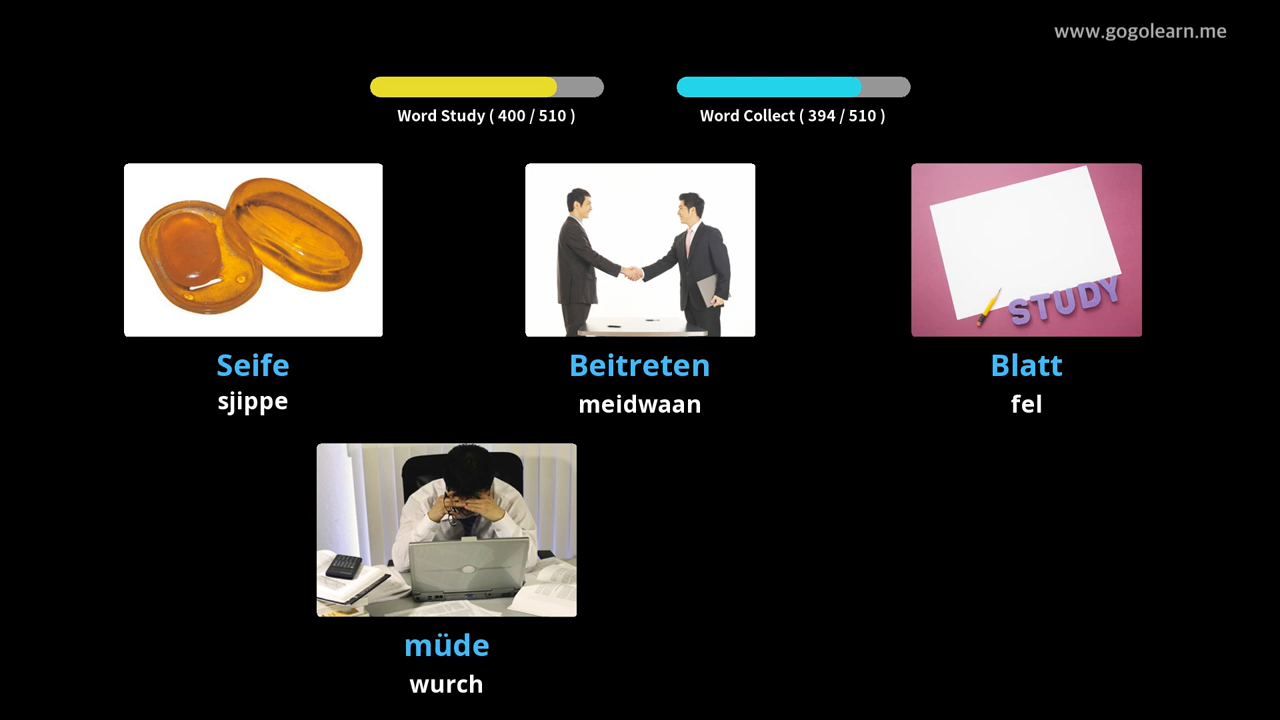 www.gogolearn.me
Word Study ( 400 / 510 )
Word Collect ( 394 / 510 )
STUDY
Seife
sjippe
Beitreten
meidwaan
Blatt
fel
müde
wurch